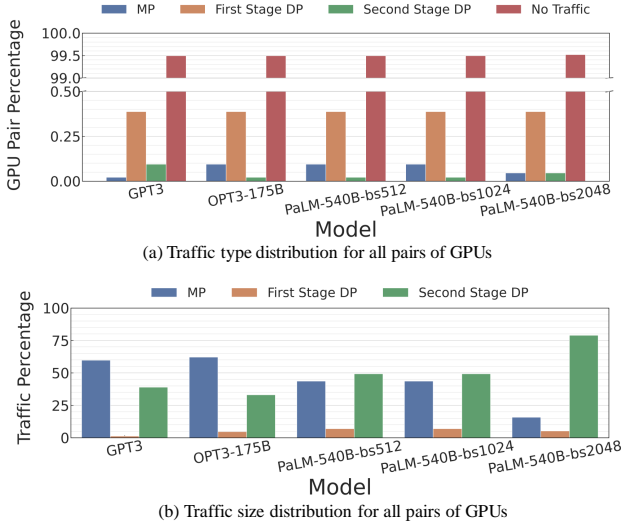 MP First Stage DP Second Stage DP No Traffic
GPU Pair Percentage
100.0
99.5
99.0
0.50
0.25
0.00
GPT3 OPT3-175B PaLM-540B-bs512 PaLM-540B-bs1024 PaLM-540B-bs2048
Model
(a) Traffic type distribution for all pairs of GPUs
MP First Stage DP Second Stage DP
Traffic Percentage
100
75
50
25
0
GPT3 OPT3-175B PaLM-540B-bs512 PaLM-540B-bs1024 PaLM-540B-bs2048
Model
(b) Traffic size distribution for all pairs of GPUs